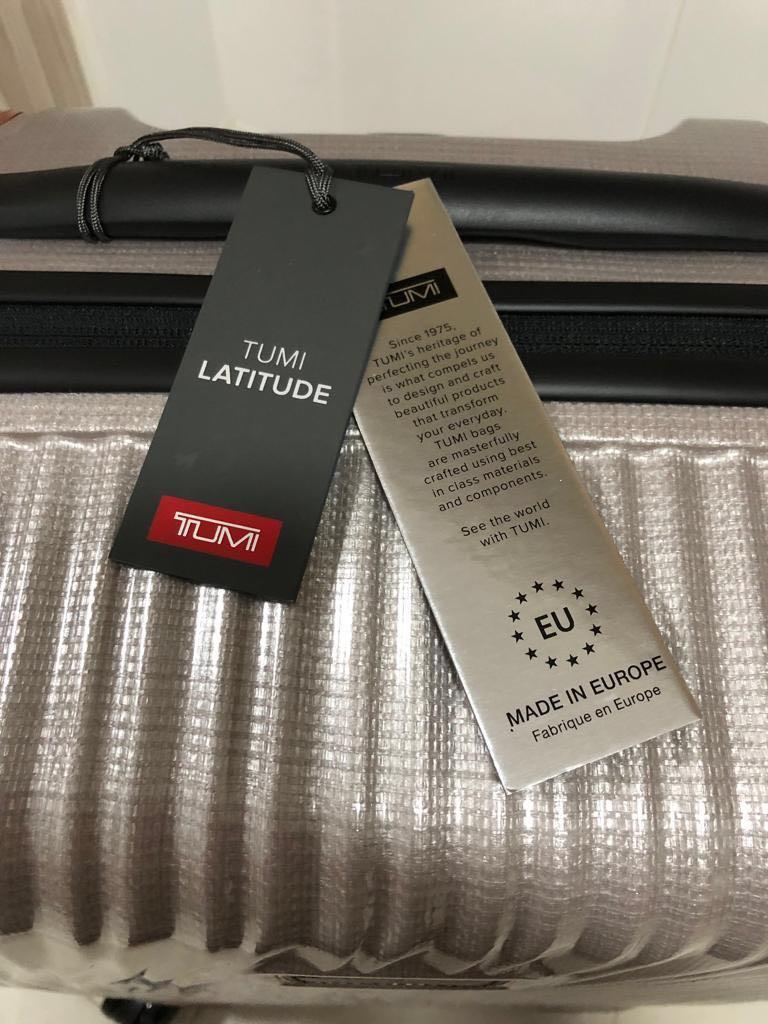 TUMI
LATITUDE
TUMI
TUMI
Since 1975,
TUMI's heritage of
perfecting the journey
is what compels us
to design and craft
beautiful products
that transform
your everyday.
TUMI bags
are masterfully
crafted using best
in class materials
and components.
See the world
with TUMI.
EU
MADE IN EUROPE
Fabrique en Europe